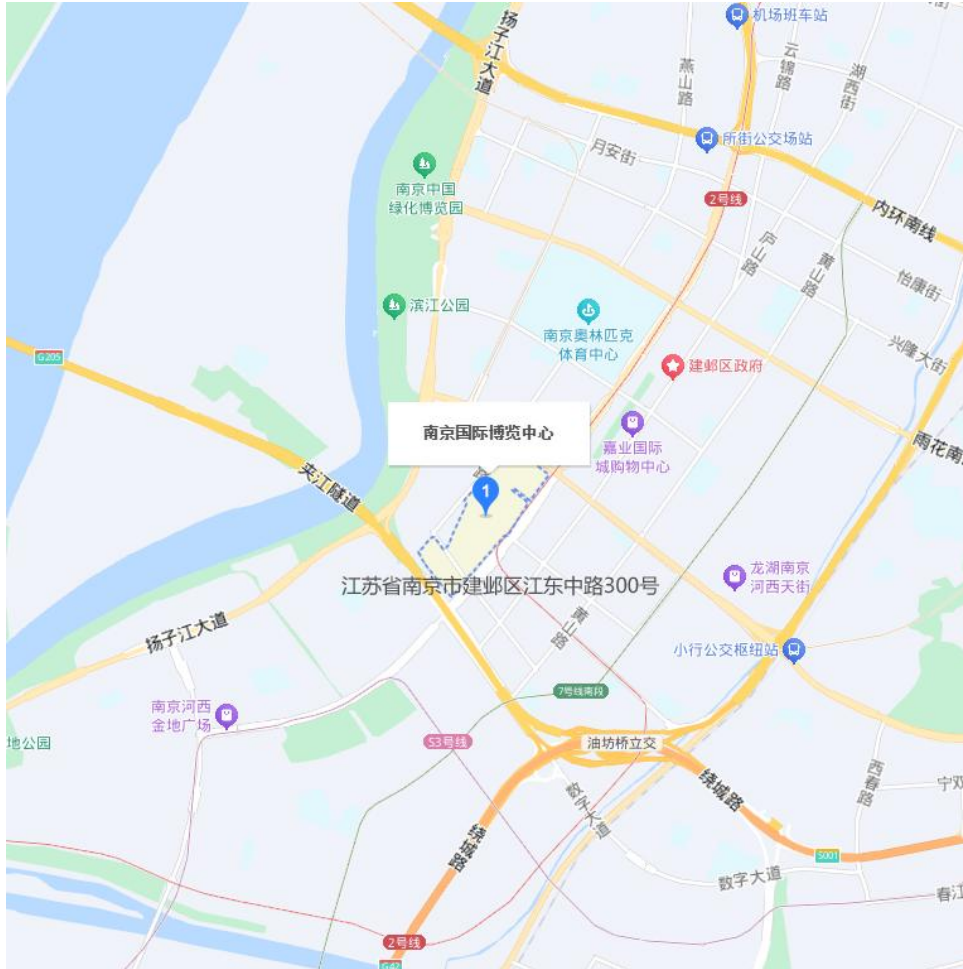 机场班车站
扬子江大道
燕山路
云锦路
湖西街
所街公交场站
月安街
南京中国
绿化博览园
2号线
内环南线
庐山路
黄山路
怡康街
滨江公园
南京奥林匹克
体育中心
兴隆大街
G205
建邺区政府
南京国际博览中心
嘉业国际
城购物中心
雨花南
路
夹江隧道
1
龙湖南京
河西天街
江苏省南京市建邺区江东中路300号
扬子江大道
黄山路
小行公交枢纽站
7号线南段
南京河西
金地广场
地公园
S3号线
油坊桥立交
西春路
绕城路
宁双
数字大道
绕城路
S001
数字大道
春江
2号线